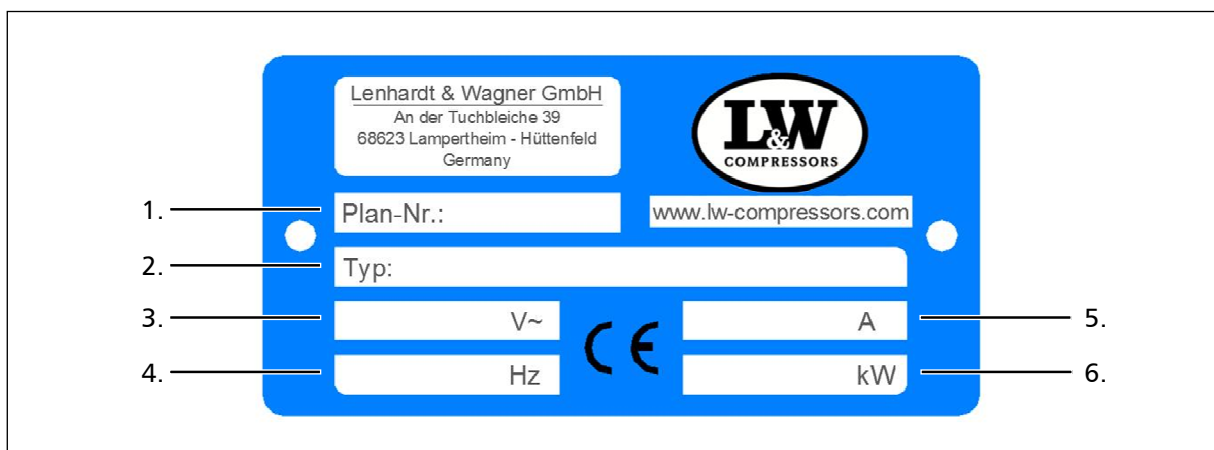 Lenhardt & Wagner GmbH
An der Tuchbleiche 39
68623 Lampertheim - Hüttenfeld
Germany
L&W
COMPRESSORS
1.
Plan-Nr.:
www.lw-compressors.com
2.
Typ:
3.
V~
CE
A
5.
4.
Hz
kW
6.